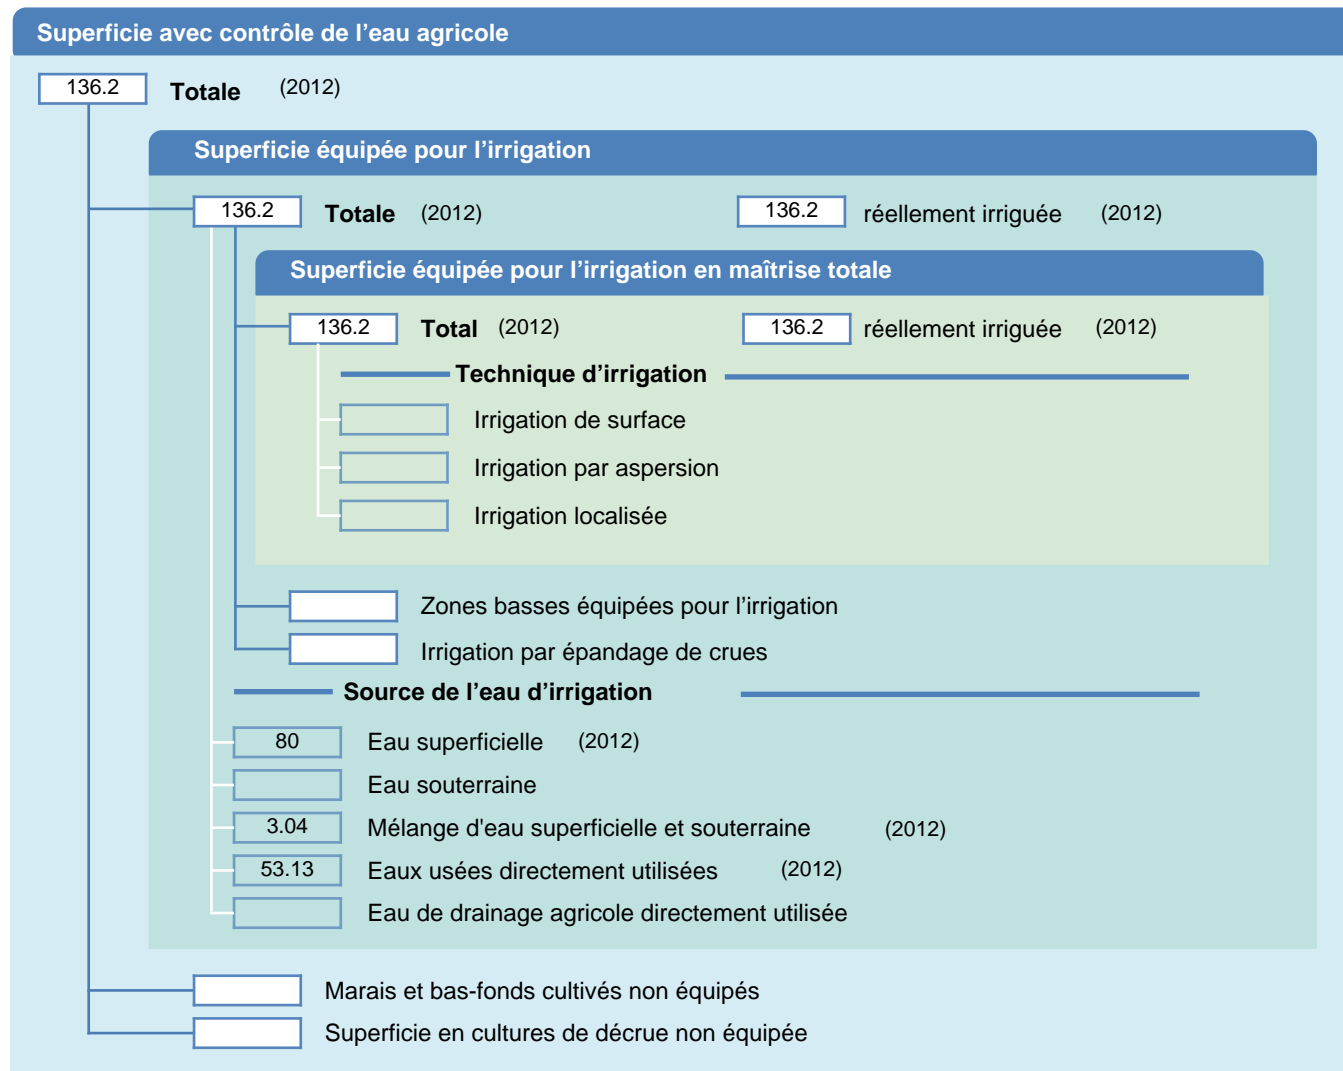 Superficie avec contrôle de l'eau agricole
136.2 Totale (2012)
Superficie équipée pour l'irrigation
136.2 Totale (2012) 136.2 réellement irriguée (2012)
Superficie équipée pour l'irrigation en maîtrise totale
136.2 Total (2012) 136.2 réellement irriguée (2012)
Technique d'irrigation
Irrigation de surface
Irrigation par aspersion
Irrigation localisée
Zones basses équipées pour l'irrigation
Irrigation par épandage de crues
Source de l'eau d'irrigation
80 Eau superficielle (2012)
Eau souterraine
3.04 Mélange d'eau superficielle et souterraine (2012)
53.13 Eaux usées directement utilisées (2012)
Eau de drainage agricole directement utilisée
Marais et bas-fonds cultivés non équipés
Superficie en cultures de décrue non équipée